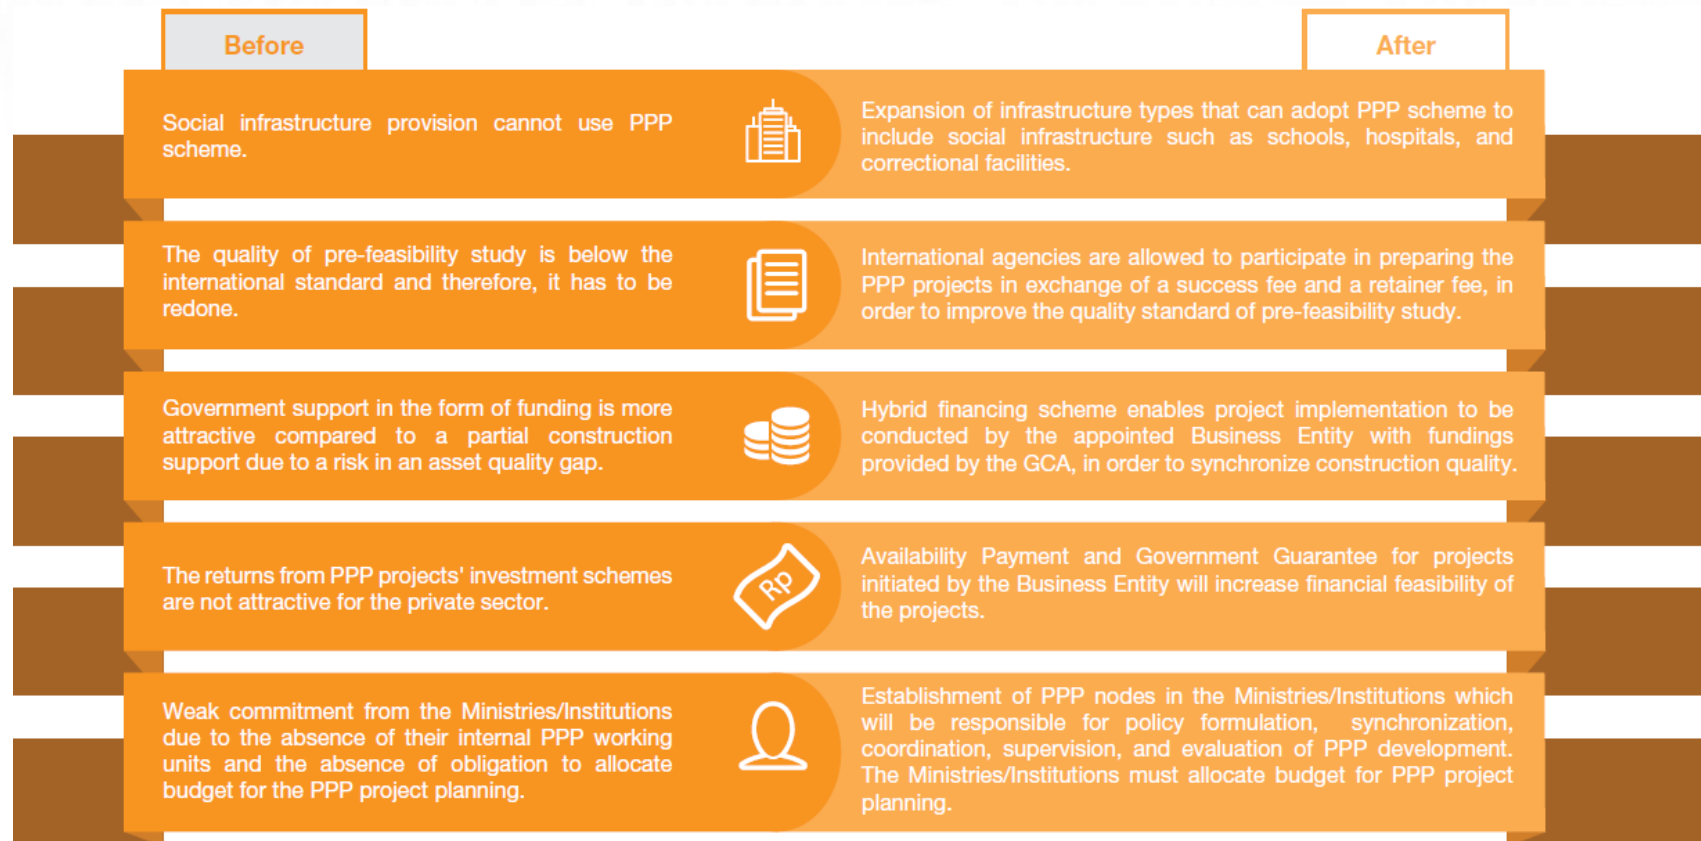 Before
After
Social infrastructure provision cannot use PPP
scheme.
Expansion of infrastructure types that can adopt PPP scheme to
include social infrastructure such as schools, hospitals, and
correctional facilities.
The quality of pre-feasibility study is below the
international standard and therefore, it has to be
redone.
International agencies are allowed to participate in preparing the
PPP projects in exchange of a success fee and a retainer fee, in
order to improve the quality standard of pre-feasibility study.
Government support in the form of funding is more
attractive compared to a partial construction
support due to a risk in an asset quality gap.
Hybrid financing scheme enables project implementation to be
conducted by the appointed Business Entity with fundings
provided by the GCA, in order to synchronize construction quality.
The returns from PPP projects' investment schemes
are not attractive for the private sector.
Rp
Availability Payment and Government Guarantee for projects
initiated by the Business Entity will increase financial feasibility of
the projects.
Weak commitment from the Ministries/Institutions
due to the absence of their internal PPP working
units and the absence of obligation to allocate
budget for the PPP project planning.
Establishment of PPP nodes in the Ministries/Institutions which
will be responsible for policy formulation, synchronization,
coordination, supervision, and evaluation of PPP development.
The Ministries/Institutions must allocate budget for PPP project
planning.